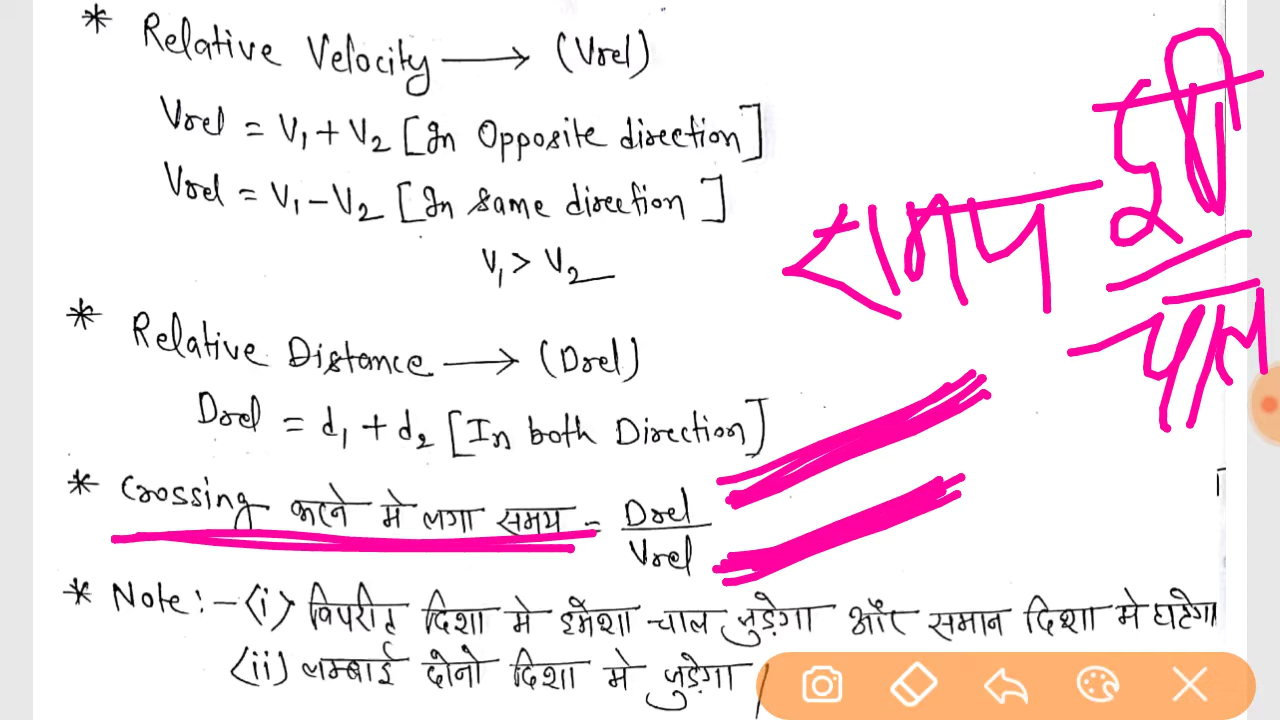 * Relative Velocity ⟶ (Vrel)
Vrel = V₁ + V₂ [In Opposite direction]
Vrel = V₁ - V₂ [In same direction]
V₁ > V₂
* Relative Distance ⟶ (Drel)
Drel = d₁ + d₂ [In both Direction]
* Crossing करने मे लगा समय = Drel
Vrel
* Note :- (i) विपरीत दिशा मे हमेशा चाल जुड़ेगा और समान दिशा मे घटेगा
(ii) लम्बाई दोनो दिशा मे जुड़ेगा |
समय
दूरी
चाल